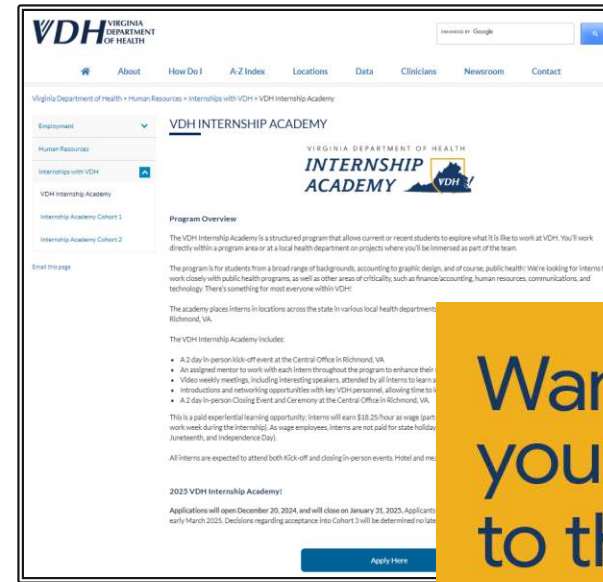 VDH VIRGINIA
DEPARTMENT
OF HEALTH
ENHANCED BY Google
About How Do I A-Z Index Locations Data Clinicians Newsroom Contact
Virginia Department of Health » Human Resources » Internships with VDH » VDH Internship Academy
Employment
Human Resources
Internships with VDH
VDH Internship Academy
Internship Academy Cohort 1
Internship Academy Cohort 2
Email this page
VDH INTERNSHIP ACADEMY
VIRGINIA DEPARTMENT OF HEALTH
INTERNSHIP
ACADEMY VDH
Program Overview
The VDH Internship Academy is a structured program that allows current or recent students to explore what it is like to work at VDH. You'll work
directly within a program area or at a local health department on projects where you'll be immersed as part of the team.
The program is for students from a broad range of backgrounds, accounting to graphic design, and of course, public health! We're looking for interns
work closely with public health programs, as well as other areas of criticality, such as finance/accounting, human resources, communications, and
technology. There's something for most everyone within VDH!
The academy places interns in locations across the state in various local health departments
Richmond, VA.
The VDH Internship Academy includes:
• A 2 day in-person kick-off event at the Central Office in Richmond, VA
• An assigned mentor to work with each intern throughout the program to enhance their
• Video weekly meetings, including interesting speakers, attended by all interns to learn
• Introductions and networking opportunities with key VDH personnel, allowing time to
• A 2 day in-person Closing Event and Ceremony at the Central Office in Richmond, VA.
This is a paid experiential learning opportunity; interns will earn $18.25/hour as wage (part
work week during the internship). As wage employees, interns are not paid for state holiday
Juneteenth, and Independence Day).
All interns are expected to attend both Kick-off and closing in-person events. Hotel and
2025 VDH Internship Academy!
Applications will open December 20, 2024, and will close on January 31, 2025. Applicants
early March 2025. Decisions regarding acceptance into Cohort 3 will be determined no
Apply Here
you